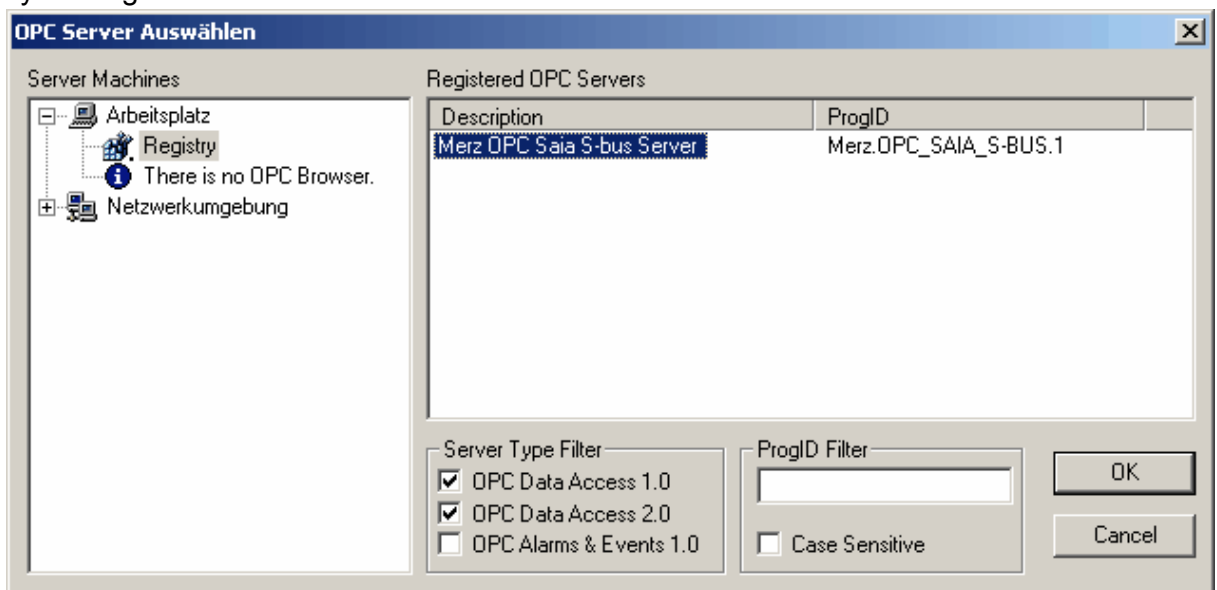 OPC Server Auswählen
Server Machines
Arbeitsplatz
Registry
There is no OPC Browser.
Netzwerkumgebung
Registered OPC Servers
Description ProgID
Merz OPC Saia S-bus Server Merz.OPC_SAIA_S-BUS.1
Server Type Filter
OPC Data Access 1.0
OPC Data Access 2.0
OPC Alarms & Events 1.0
ProgID Filter
Case Sensitive
OK
Cancel